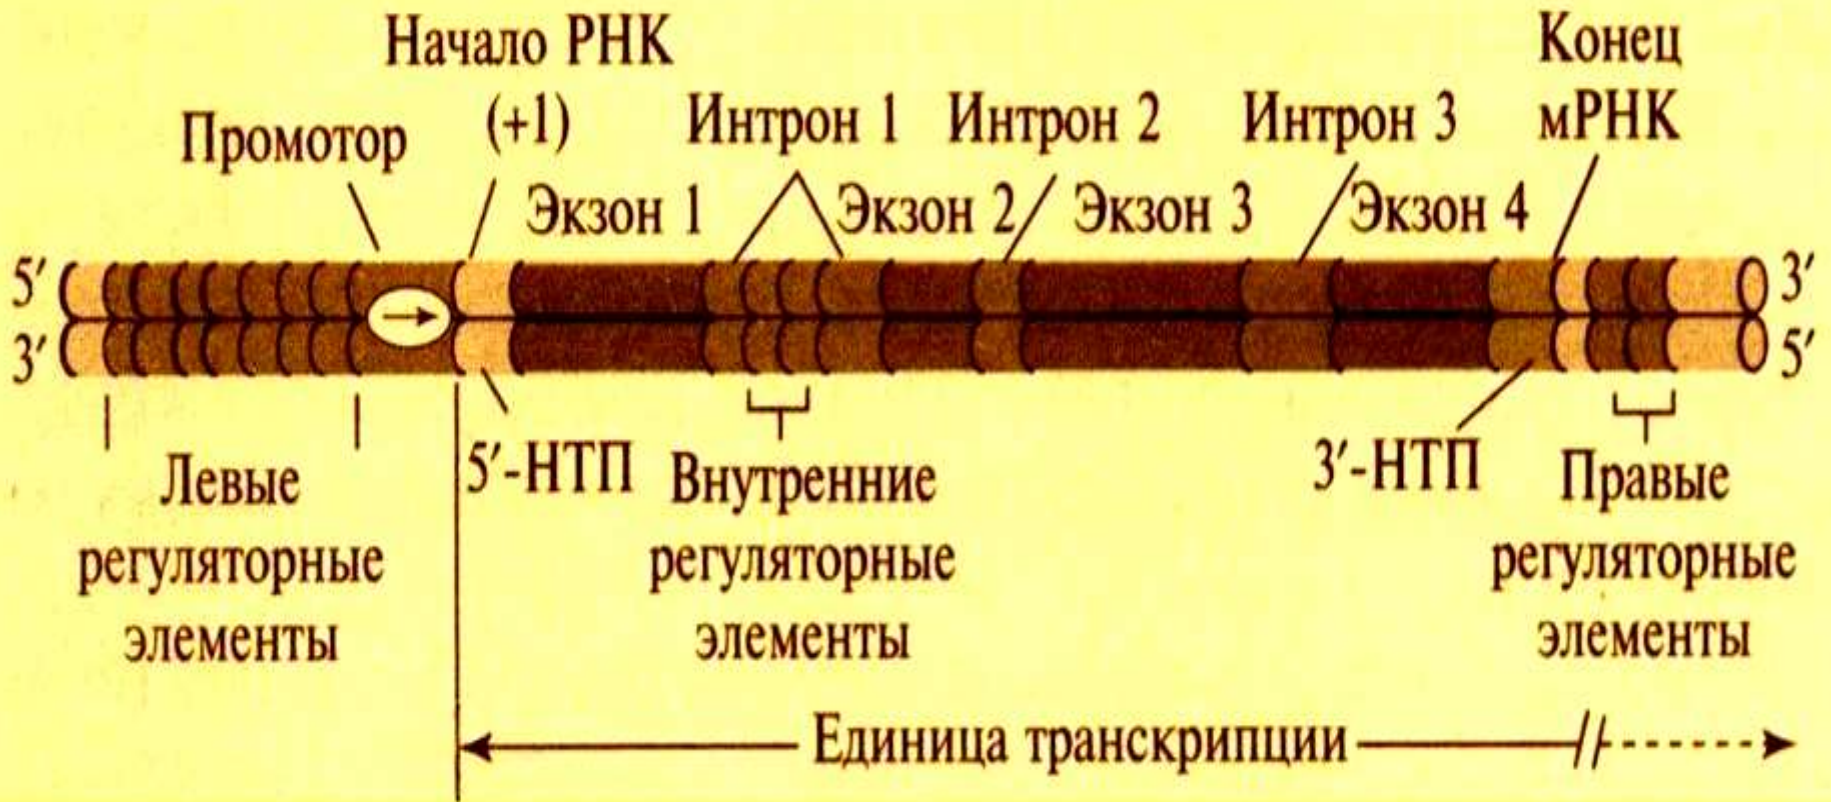 Начало РНК
(+1)
Промотор
Интрон 1
Интрон 2
Интрон 3
Конец
мРНК
Экзон 1
Экзон 2
Экзон 3
Экзон 4
5′
3′
3′
5′
Левые
регуляторные
элементы
5′-НТП
Внутренние
регуляторные
элементы
3′-НТП
Правые
регуляторные
элементы
Единица транскрипции